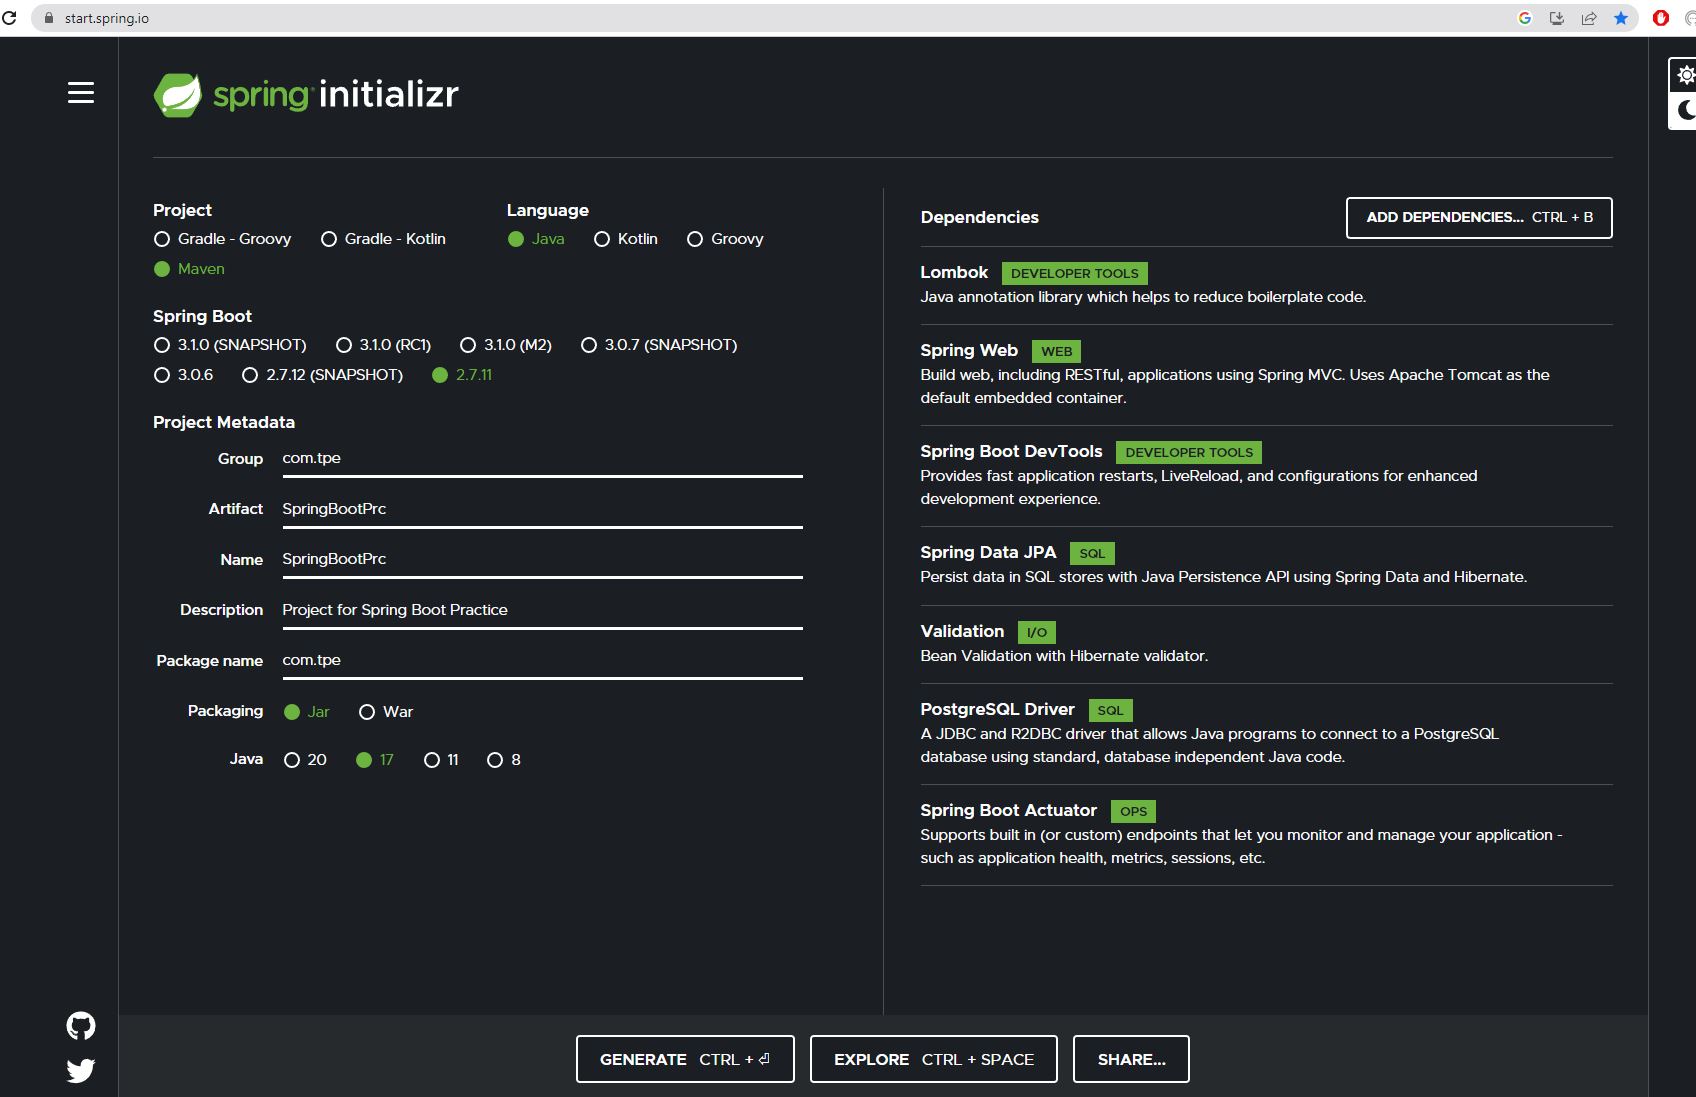 start.spring.io
spring initializr
Project
Gradle - Groovy Gradle - Kotlin
Maven
Language
Java Kotlin Groovy
Spring Boot
3.1.0 (SNAPSHOT) 3.1.0 (RC1) 3.1.0 (M2) 3.0.7 (SNAPSHOT)
3.0.6 2.7.12 (SNAPSHOT) 2.7.11
Project Metadata
Group com.tpe
Artifact SpringBootPrc
Name SpringBootPrc
Description Project for Spring Boot Practice
Package name com.tpe
Packaging Jar War
Java 20 17 11 8
Dependencies ADD DEPENDENCIES... CTRL + B
Lombok DEVELOPER TOOLS
Java annotation library which helps to reduce boilerplate code.
Spring Web WEB
Build web, including RESTful, applications using Spring MVC. Uses Apache Tomcat as the
default embedded container.
Spring Boot DevTools DEVELOPER TOOLS
Provides fast application restarts, LiveReload, and configurations for enhanced
development experience.
Spring Data JPA SQL
Persist data in SQL stores with Java Persistence API using Spring Data and Hibernate.
Validation I/O
Bean Validation with Hibernate validator.
PostgreSQL Driver SQL
A JDBC and R2DBC driver that allows Java programs to connect to a PostgreSQL
database using standard, database independent Java code.
Spring Boot Actuator OPS
Supports built in (or custom) endpoints that let you monitor and manage your application -
such as application health, metrics, sessions, etc.
GENERATE CTRL + ⏎ EXPLORE CTRL + SPACE SHARE...